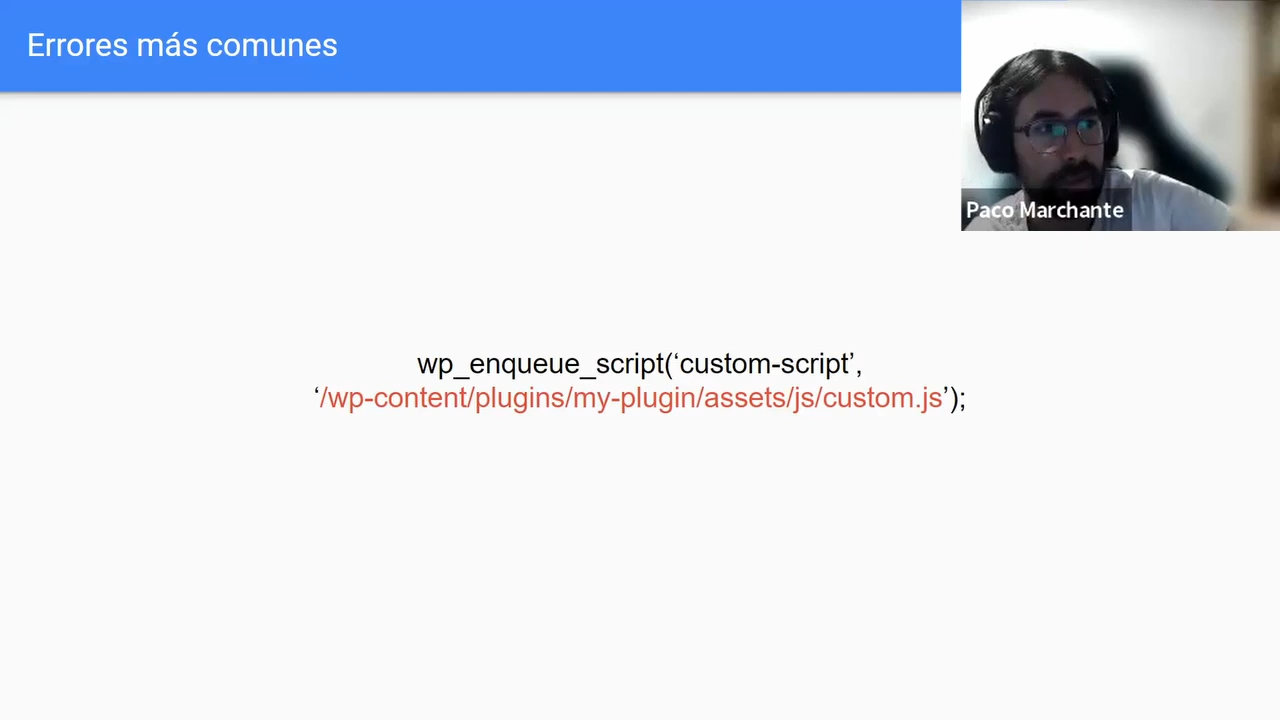 Errores más comunes
Paco Marchante
wp_enqueue_script(‘custom-script’,
‘/wp-content/plugins/my-plugin/assets/js/custom.js’);